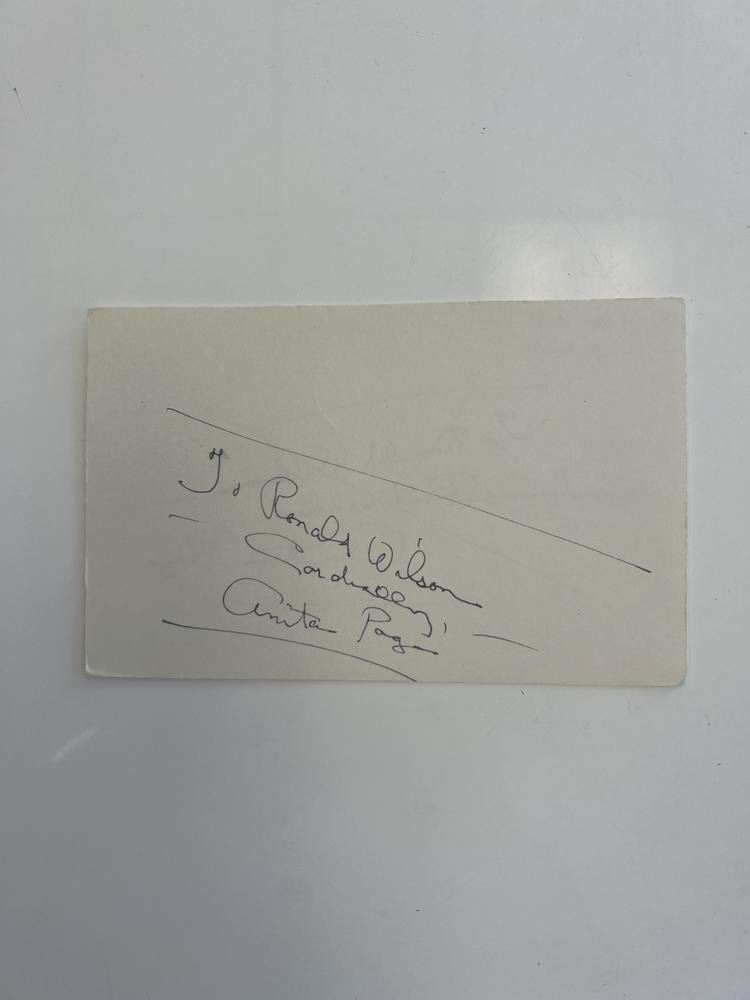 To Ronald Wilson
Cordially,
Anita Page